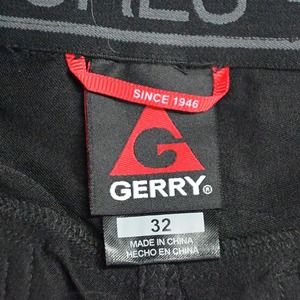 SINCE 1946
GERRY®
32
MADE IN CHINA
HECHO EN CHINA